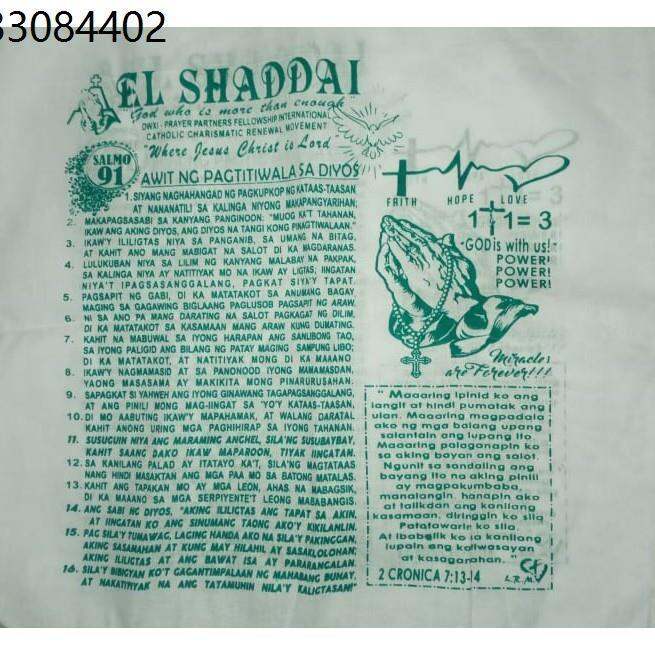 33084402
EL SHADDAI
God who is more than enough
DWXI - PRAYER PARTNERS FELLOWSHIP INTERNATIONAL
CATHOLIC CHARISMATIC RENEWAL MOVEMENT
"Where Jesus Christ is Lord
SALMO
91
AWIT NG PAGTITIWALA SA DIYOS
1. SIYANG NAGHAHANGAD NG PAGKUPKOP NG KATAAS-TAASAN
AT NANANATILI SA KALINGA NIYONG MAKAPANGYARIHAN;
2. MAKAPAGSASABI SA KANYANG PANGINOON: "MUOG KA'T TAHANAN,
IKAW ANG AKING DIYOS, ANG DIYOS NA TANGI KONG PINAGTIWALAAN."
3. IKAW'Y ILILIGTAS NIYA SA PANGANIB, SA UMANG NA BITAG,
AT KAHIT ANO MANG MABIGAT NA SALOT DI KA MAGDARANAS.
4. LULUKUBAN NIYA SA LILIM NG KANYANG MALABAY NA PAKPAK,
SA KALINGA NIYA AY NATITIYAK MO NA IKAW AY LIGTAS; IINGATAN
NIYA'T IPAGSASANGGALANG, PAGKAT SIYA'Y TAPAT.
5. PAGSAPIT NG GABI, DI KA MATATAKOT SA ANUMANG BAGAY
MAGING SA GAGAWING BIGLAANG PAGLUSOB PAGSAPIT NG ARAW.
6. NI SA ANO PA MANG DARATING NA SALOT PAGKAGAT NG DILIM,
DI KA MATATAKOT SA KASAMAAN MANG ARAW KUNG DUMATING.
7. KAHIT NA MABUWAL SA IYONG HARAPAN ANG SANLIBONG TAO,
SA IYONG PALIGID ANG BILANG NG PATAY MAGING SAMPUNG LIBO;
DI KA MATATAKOT, AT NATITIYAK MONG DI KA MAAANO
8. IKAW'Y NAGMAMASID AT SA PANONOOD IYONG MAMAMASDAN,
YAONG MASASAMA AY MAKIKITA MONG PINARURUSAHAN.
9. SAPAGKAT SI YAHWEH ANG IYONG GINAWANG TAGAPAGSANGGALANG,
AT ANG PINILI MONG MAG-IINGAT SA 'YO'Y KATAAS-TAASAN,
10. DI MO AABUTING IKAW'Y MAPAHAMAK, AT WALANG DARATAL
KAHIT ANONG URING MGA PAGHIHIRAP SA IYONG TAHANAN.
11. SUSUGUIN NIYA ANG MARAMING ANGHEL, SILA'NG SUSUBAYBAY,
KAHIT SAANG DAKO IKAW MAPAROON, TIYAK IINGATAN.
12. SA KANILANG PALAD AY ITATAYO KA'T, SILA'NG MAGTATAAS
NANG HINDI MASAKTAN ANG MGA PAA MO SA BATONG MATALAS.
13. KAHIT ANG TAPAKAN MO AY MGA LEON, AHAS NA MABAGSIK,
DI KA MAAANO SA MGA SERPIYENTE'T LEONG MABABANGIS.
14. ANG SABI NG DIYOS, "AKING ILILIGTAS ANG TAPAT SA AKIN,
AT IINGATAN KO ANG SINUMANG TAONG AKO'Y KIKILANLIN.
15. PAG SILA'Y TUMAWAG, LAGING HANDA AKO NA SILA'Y PAKINGGAN,
AKING SASAMAHAN AT KUNG MAY HILAHIL AY SASAKLOLOHAN,
AKING ILILIGTAS AT ANG BAWAT ISA AY PARARANGALAN.
16. SILA'Y BIBIGYAN KO'T GAGANTIMPALAAN NG MAHABANG BUHAY,
AT NAKATITIYAK NA ANG TATAMUHIN NILA'Y KALIGTASAN!
FAITH HOPE LOVE
1 1 = 3
-GOD is with us!-
POWER!
POWER!
POWER!
Miracles
are Forever!!!
" Maaaring ipinid ko ang
langit at hindi pumatak ang
ulan. Maaaring magpadala
ako ng mga balang upang
salantain ang lupang ito.
Maaaring palaganapin ko
sa aking bayan ang salot
Ngunit sa sandaling ang
bayang ito na aking pinili
ay magpakumbaba,
manalangin, hanapin ako
at talikdan ang kanilang
kasamaan, diringgin ko sila
Patatawarin ko sila.
At ibabalik ko sa kanilang
lupain ang kaliwasayan
at kasaganahan. "
2 CRONICA 7:13-14
L.R.M.